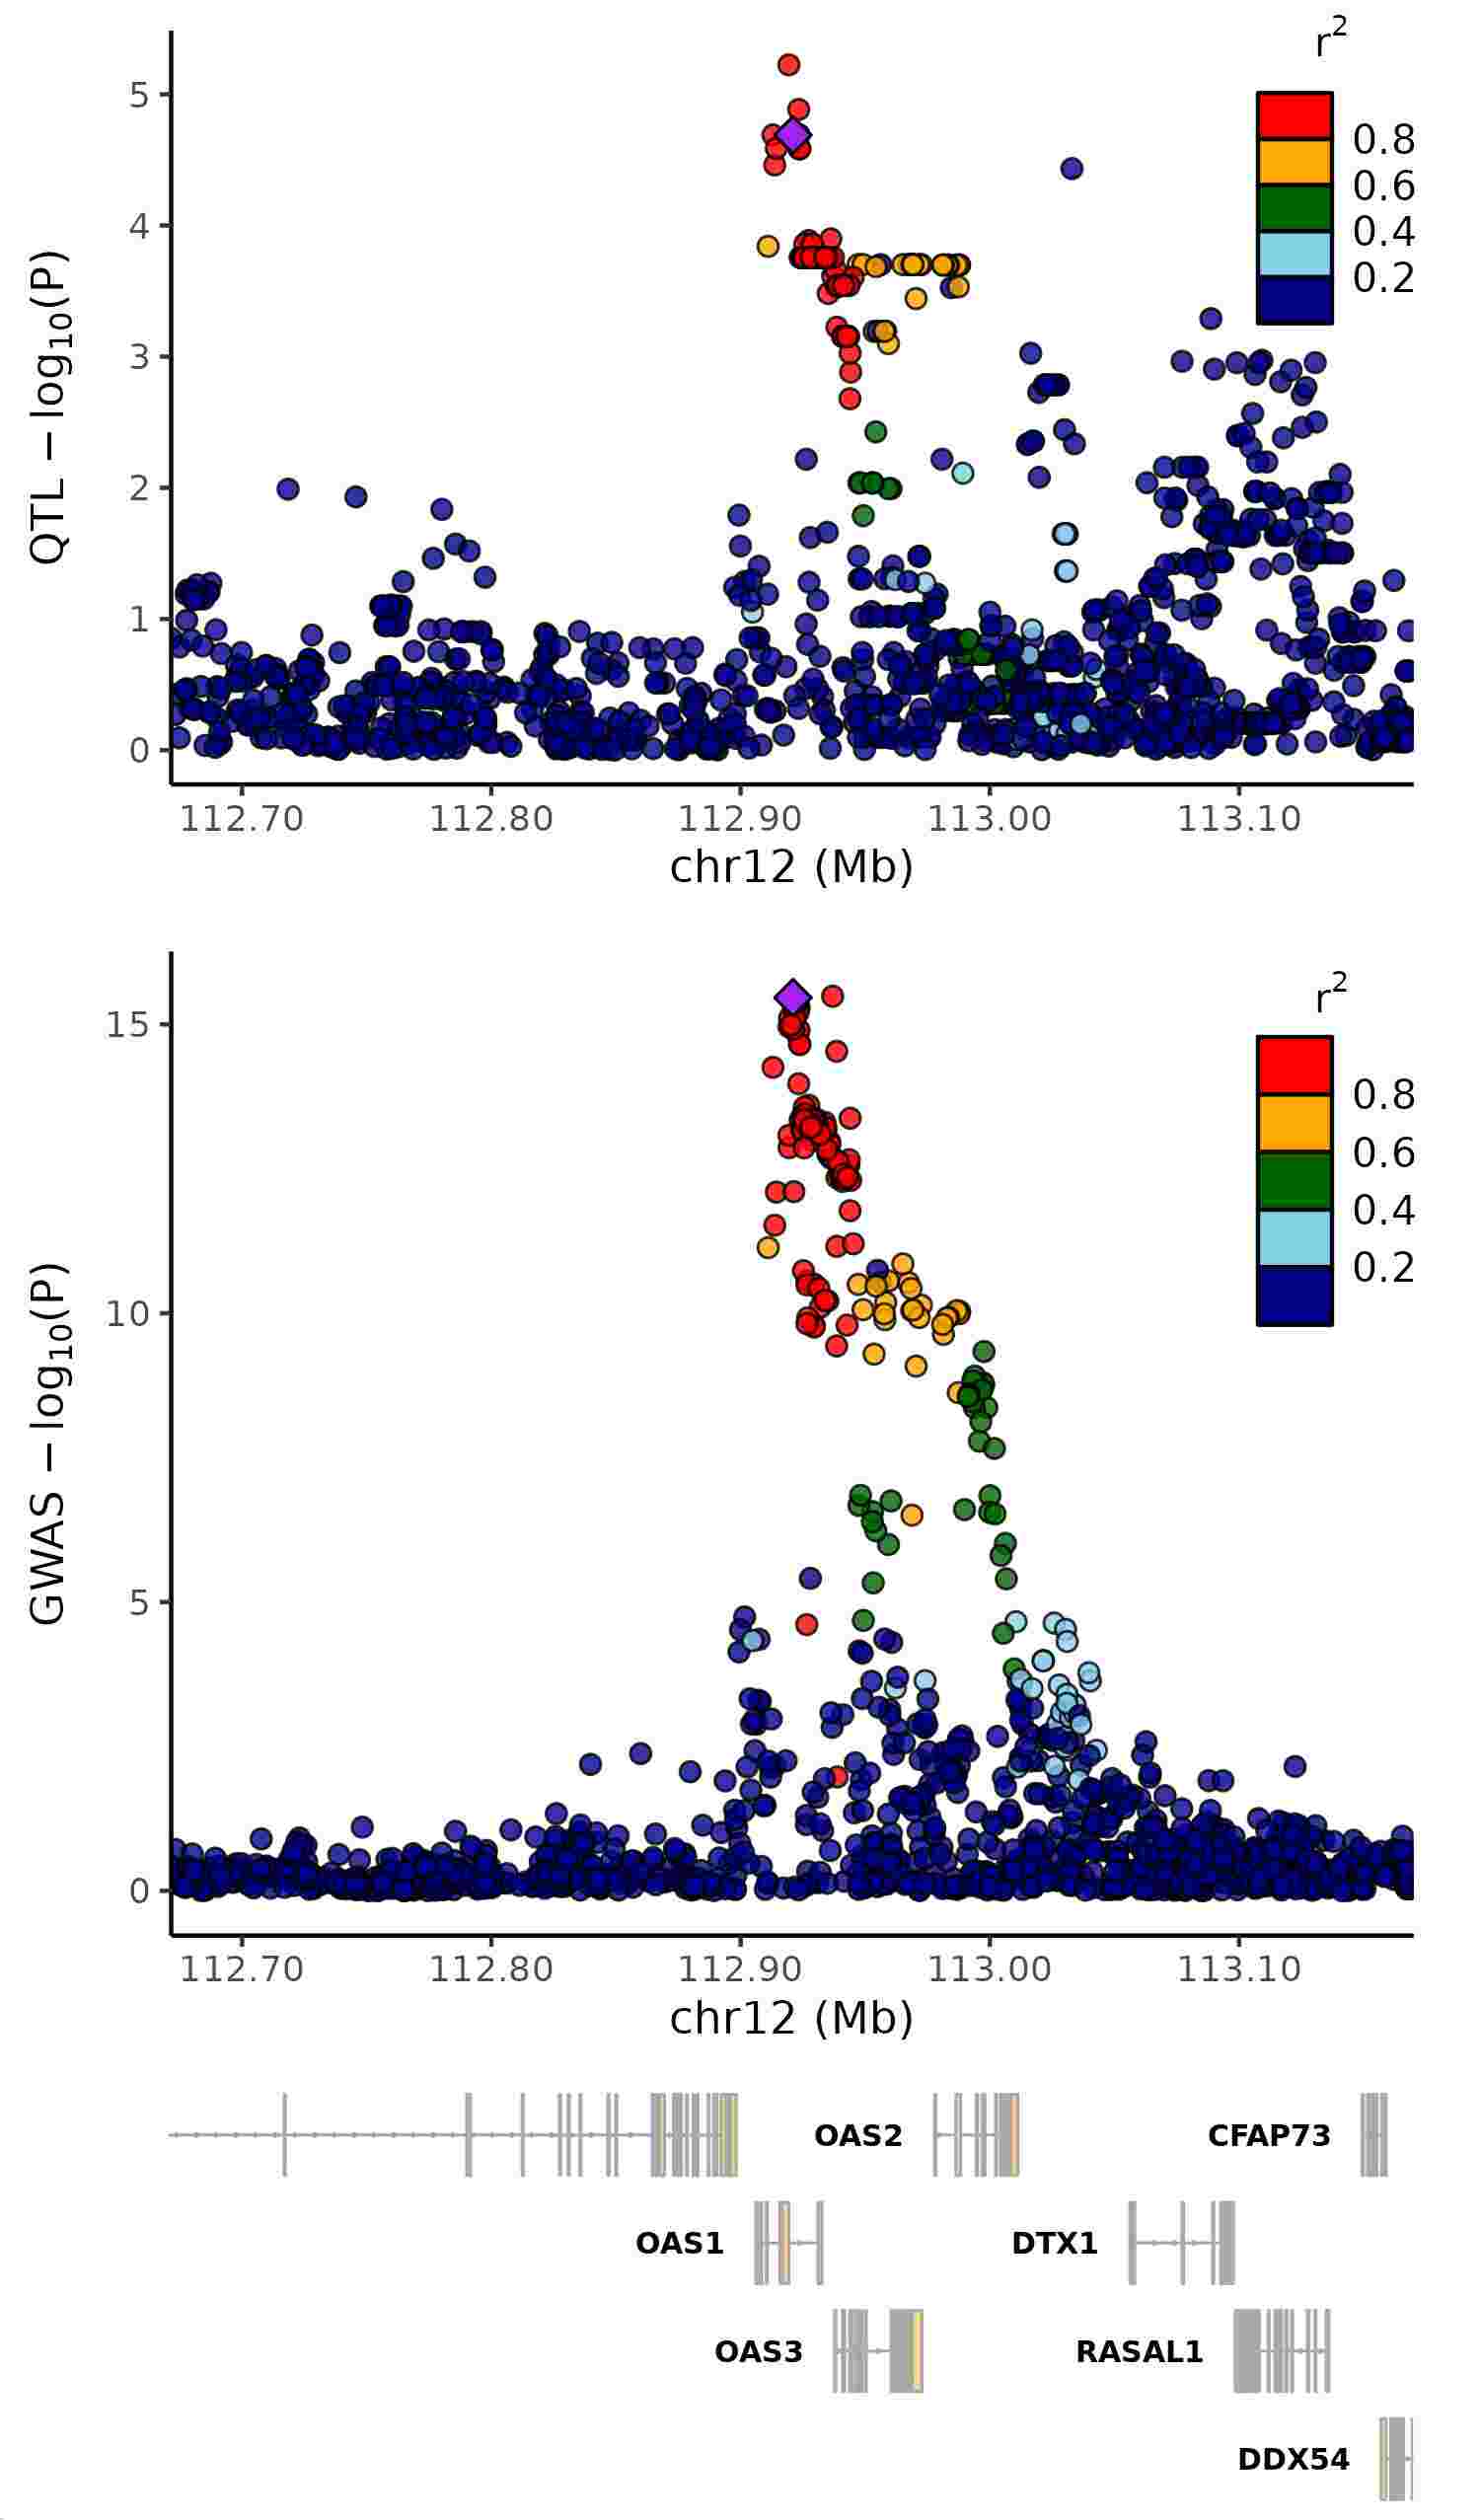 r²
5
4
3
2
1
0
QTL −log₁₀(P)
0.8
0.6
0.4
0.2
112.70 112.80 112.90 113.00 113.10
chr12 (Mb)
r²
15
10
5
0
GWAS −log₁₀(P)
0.8
0.6
0.4
0.2
112.70 112.80 112.90 113.00 113.10
chr12 (Mb)
OAS2 CFAP73
OAS1 DTX1
OAS3 RASAL1
DDX54